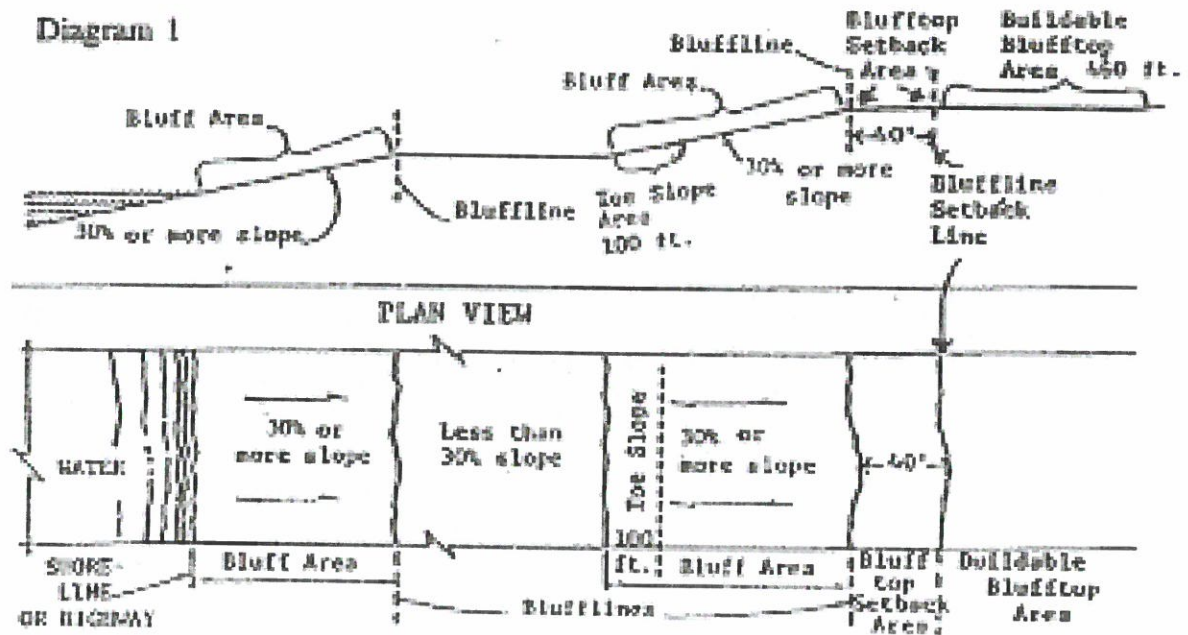 Diagram 1
Bluff Area
30% or more slope
Bluffline
Bluff Area
Bluffline
Toe Slope
Area
100 ft.
30% or more
slope
Blufftop
Setback
Area
40'
Buildable
Blufftop
Area 440 ft.
Bluffline
Setback
Line
PLAN VIEW
WATER
30% or
more slope
Less than
30% slope
Toe Slope
100
ft.
30% or
more slope
40'
SHORE-
LINE
OR HIGHWAY
Bluff Area
Blufflines
Bluff Area
Bluff
top
Setback
Area
Buildable
Blufftop
Area